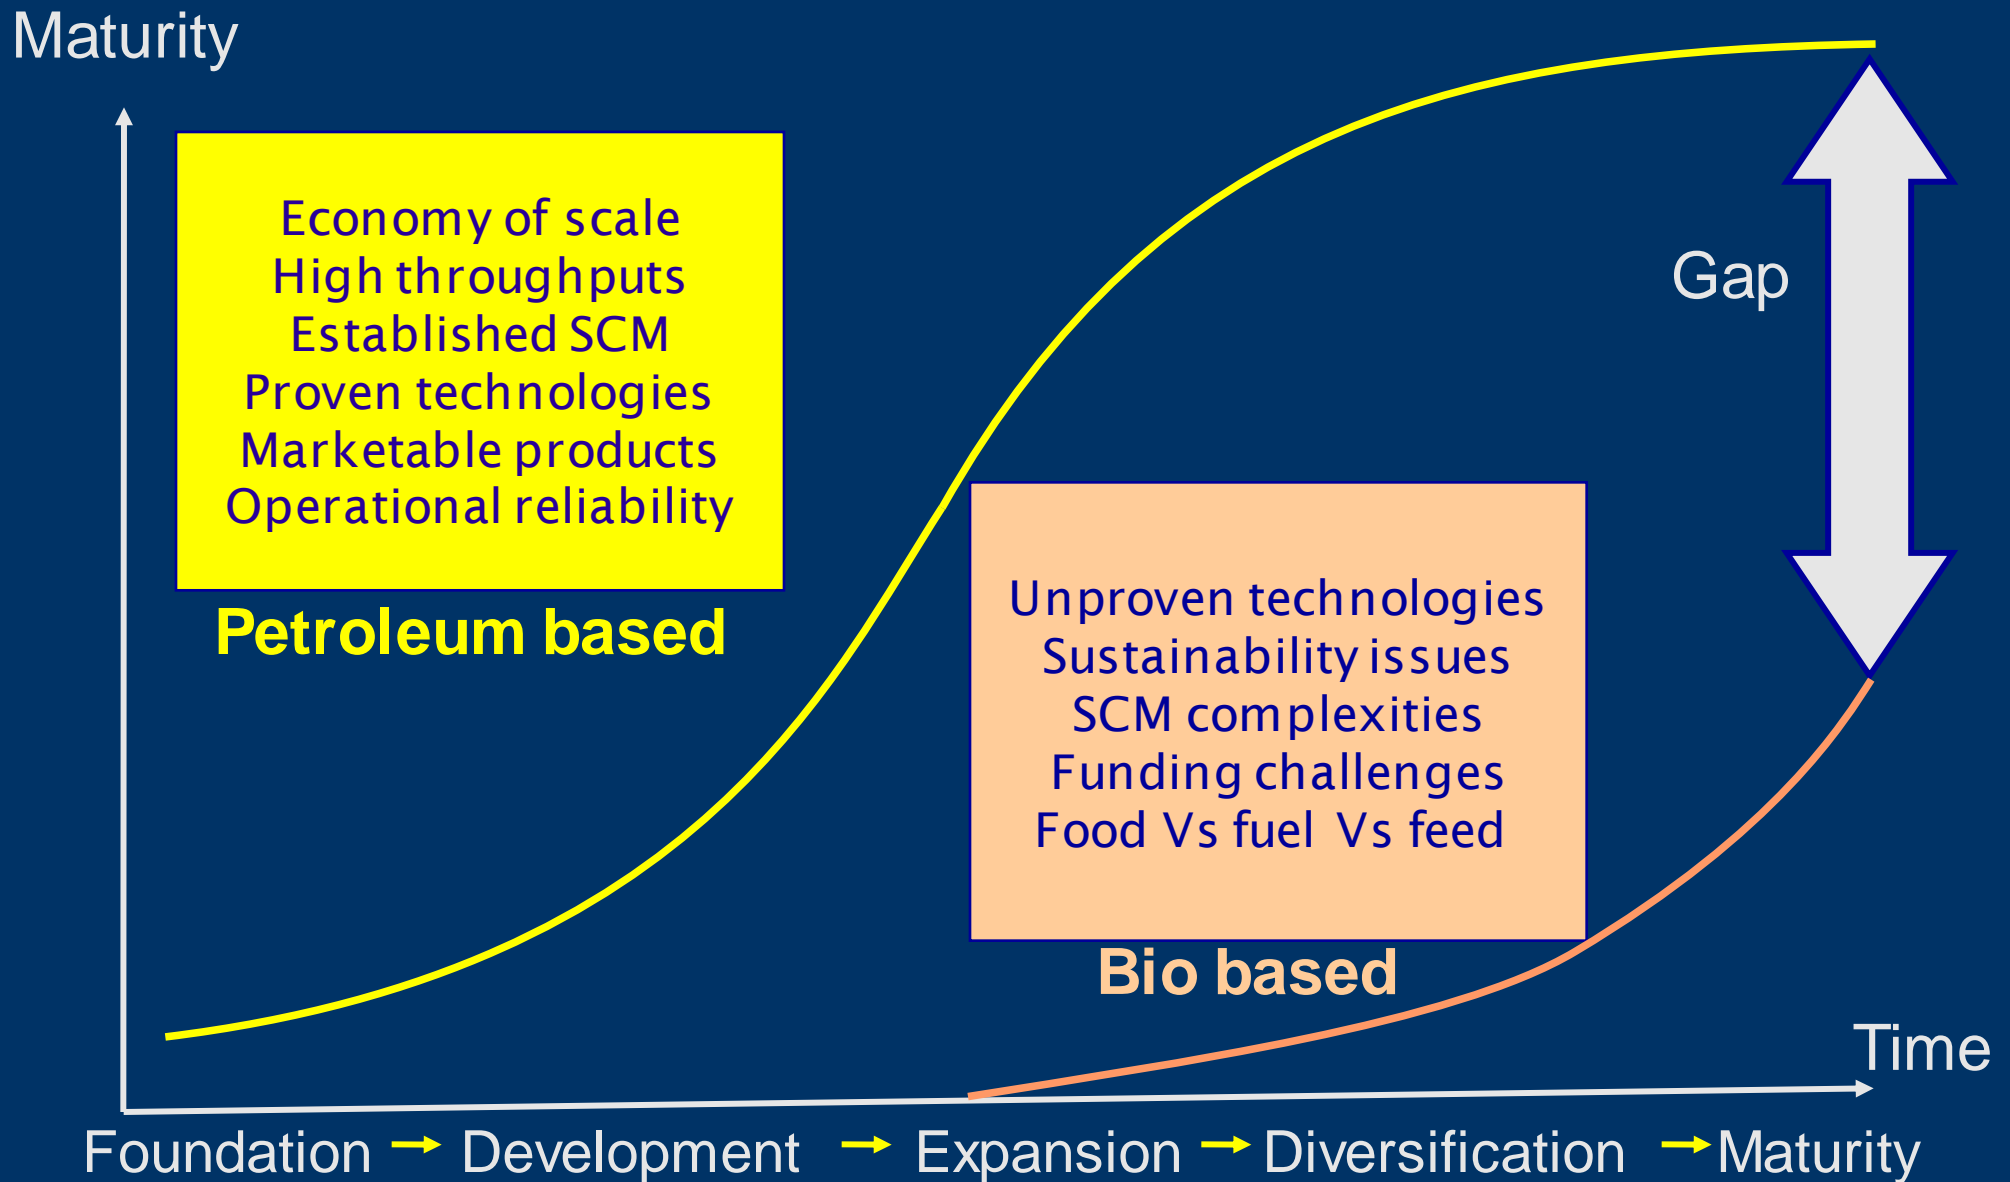 Maturity
Economy of scale
High throughputs
Established SCM
Proven technologies
Marketable products
Operational reliability
Petroleum based
Gap
Unproven technologies
Sustainability issues
SCM complexities
Funding challenges
Food Vs fuel Vs feed
Bio based
Time
Foundation → Development → Expansion → Diversification → Maturity